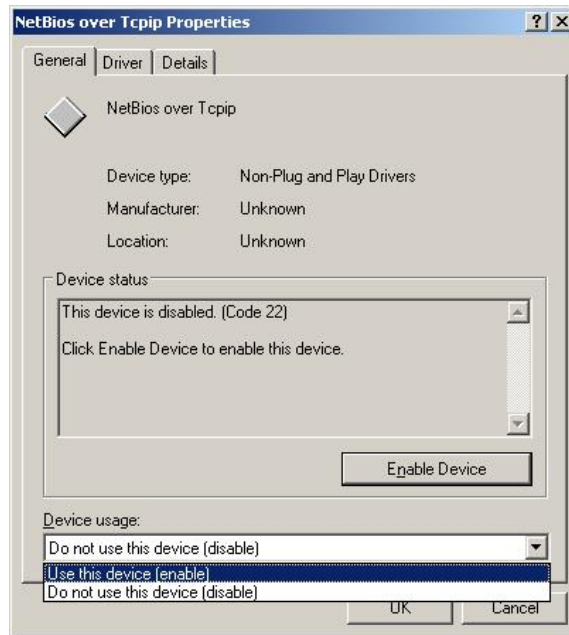 NetBios over Tcpip Properties
General Driver Details
NetBios over Tcpip
Device type: Non-Plug and Play Drivers
Manufacturer: Unknown
Location: Unknown
Device status
This device is disabled. (Code 22)
Click Enable Device to enable this device.
Enable Device
Device usage:
Do not use this device (disable)
Use this device (enable)
Do not use this device (disable)
OK Cancel